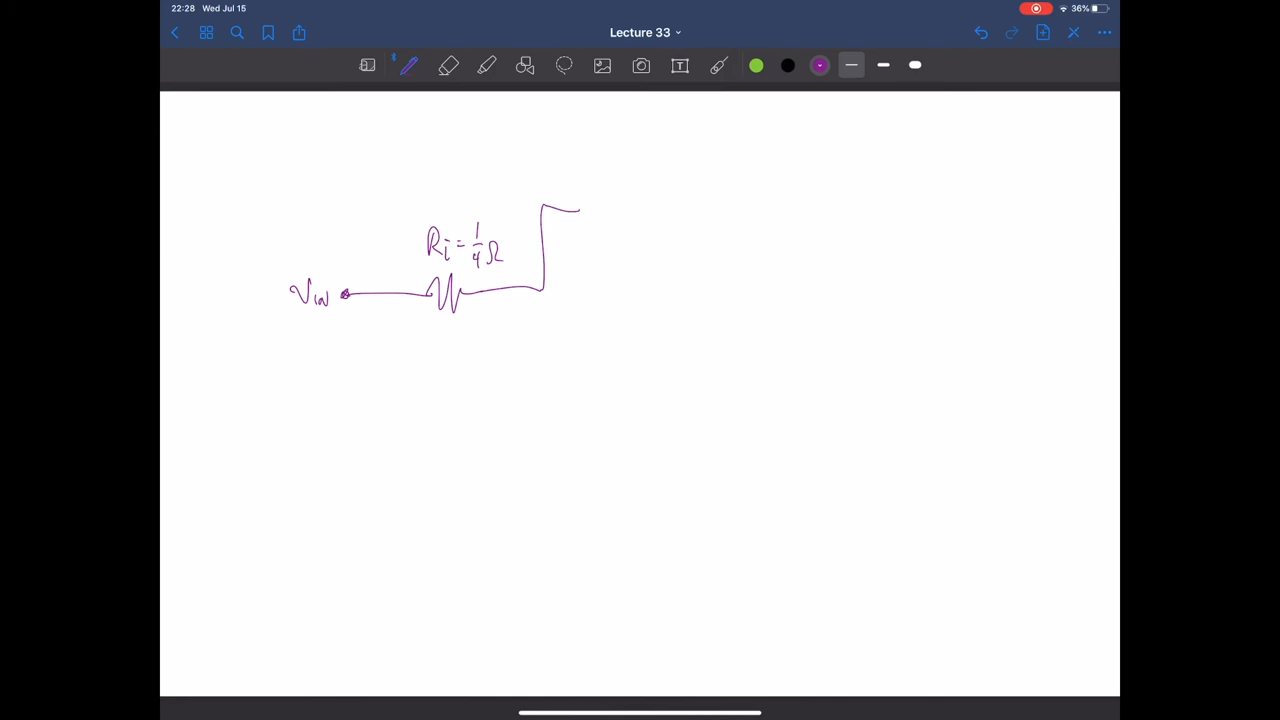 22:28 Wed Jul 15
36%
Lecture 33
T
Ri = 1/4 Ω
Vin